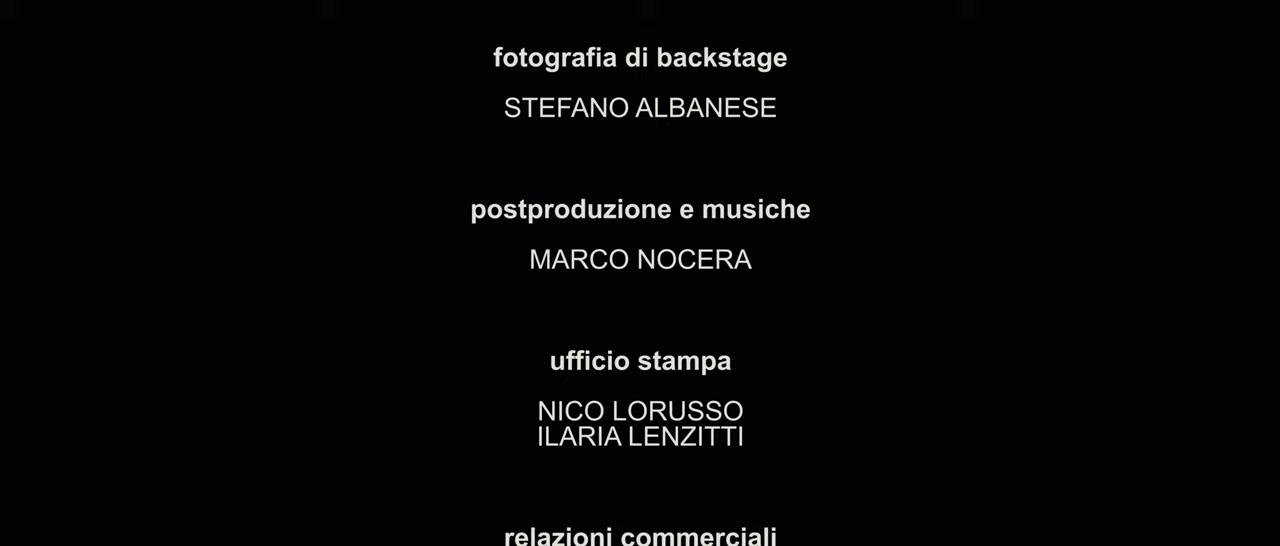 fotografia di backstage
STEFANO ALBANESE
postproduzione e musiche
MARCO NOCERA
ufficio stampa
NICO LORUSSO
ILARIA LENZITTI
relazioni commerciali